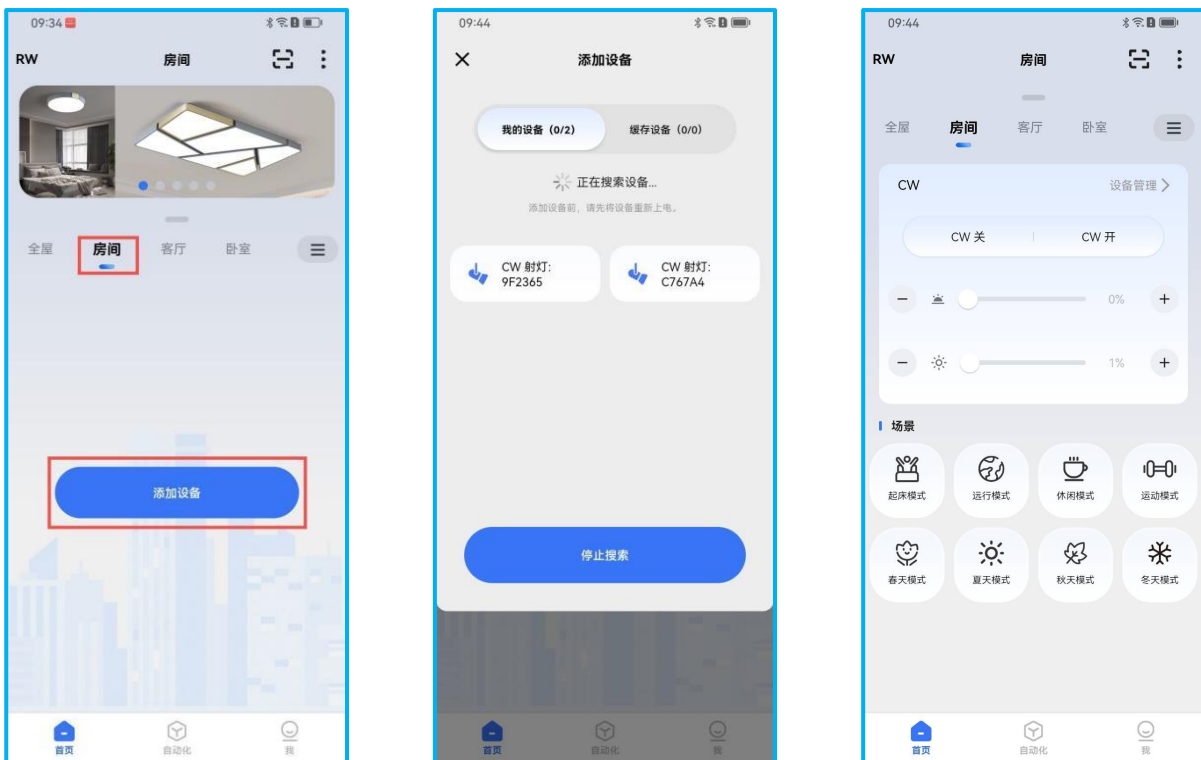 09:34
RW
房间
全屋
房间
客厅
卧室
添加设备
首页
自动化
我
09:44
添加设备
我的设备（0/2）
缓存设备（0/0）
正在搜索设备...
添加设备前，请先将设备重新上电。
CW 射灯:
9F2365
CW 射灯:
C767A4
停止搜索
首页
自动化
我
09:44
RW
房间
全屋
房间
客厅
卧室
CW
设备管理
CW 关
CW 开
0%
1%
场景
起床模式
远行模式
休闲模式
运动模式
春天模式
夏天模式
秋天模式
冬天模式
首页
自动化
我